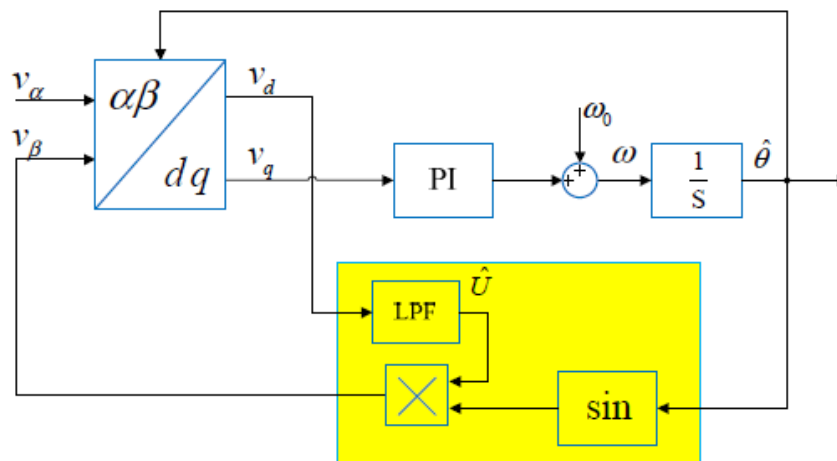 v_α
v_β
αβ
dq
v_d
v_q
PI
ω_0
+
+
ω
1
S
θ̂
Û
LPF
sin